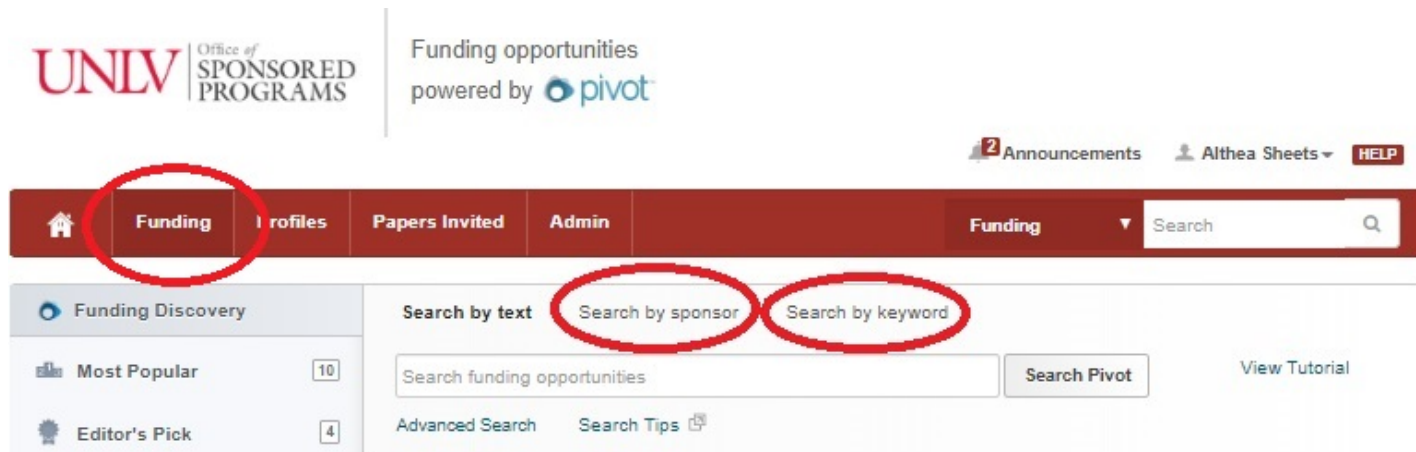 UNLV Office of SPONSORED PROGRAMS
Funding opportunities
powered by pivot
2 Announcements Althea Sheets HELP
Funding Profiles Papers Invited Admin Funding Search
Funding Discovery
Search by text Search by sponsor Search by keyword
Most Popular 10
Search funding opportunities Search Pivot View Tutorial
Editor's Pick 4
Advanced Search Search Tips